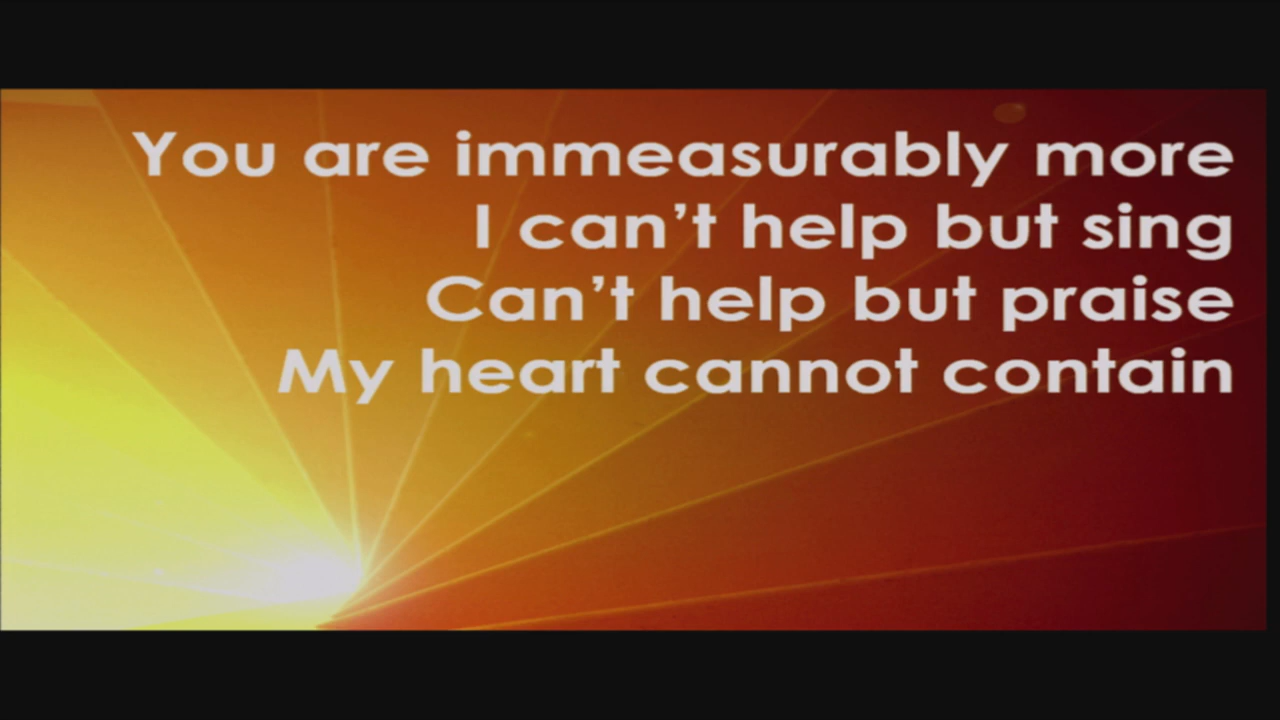 You are immeasurably more
I can’t help but sing
Can’t help but praise
My heart cannot contain